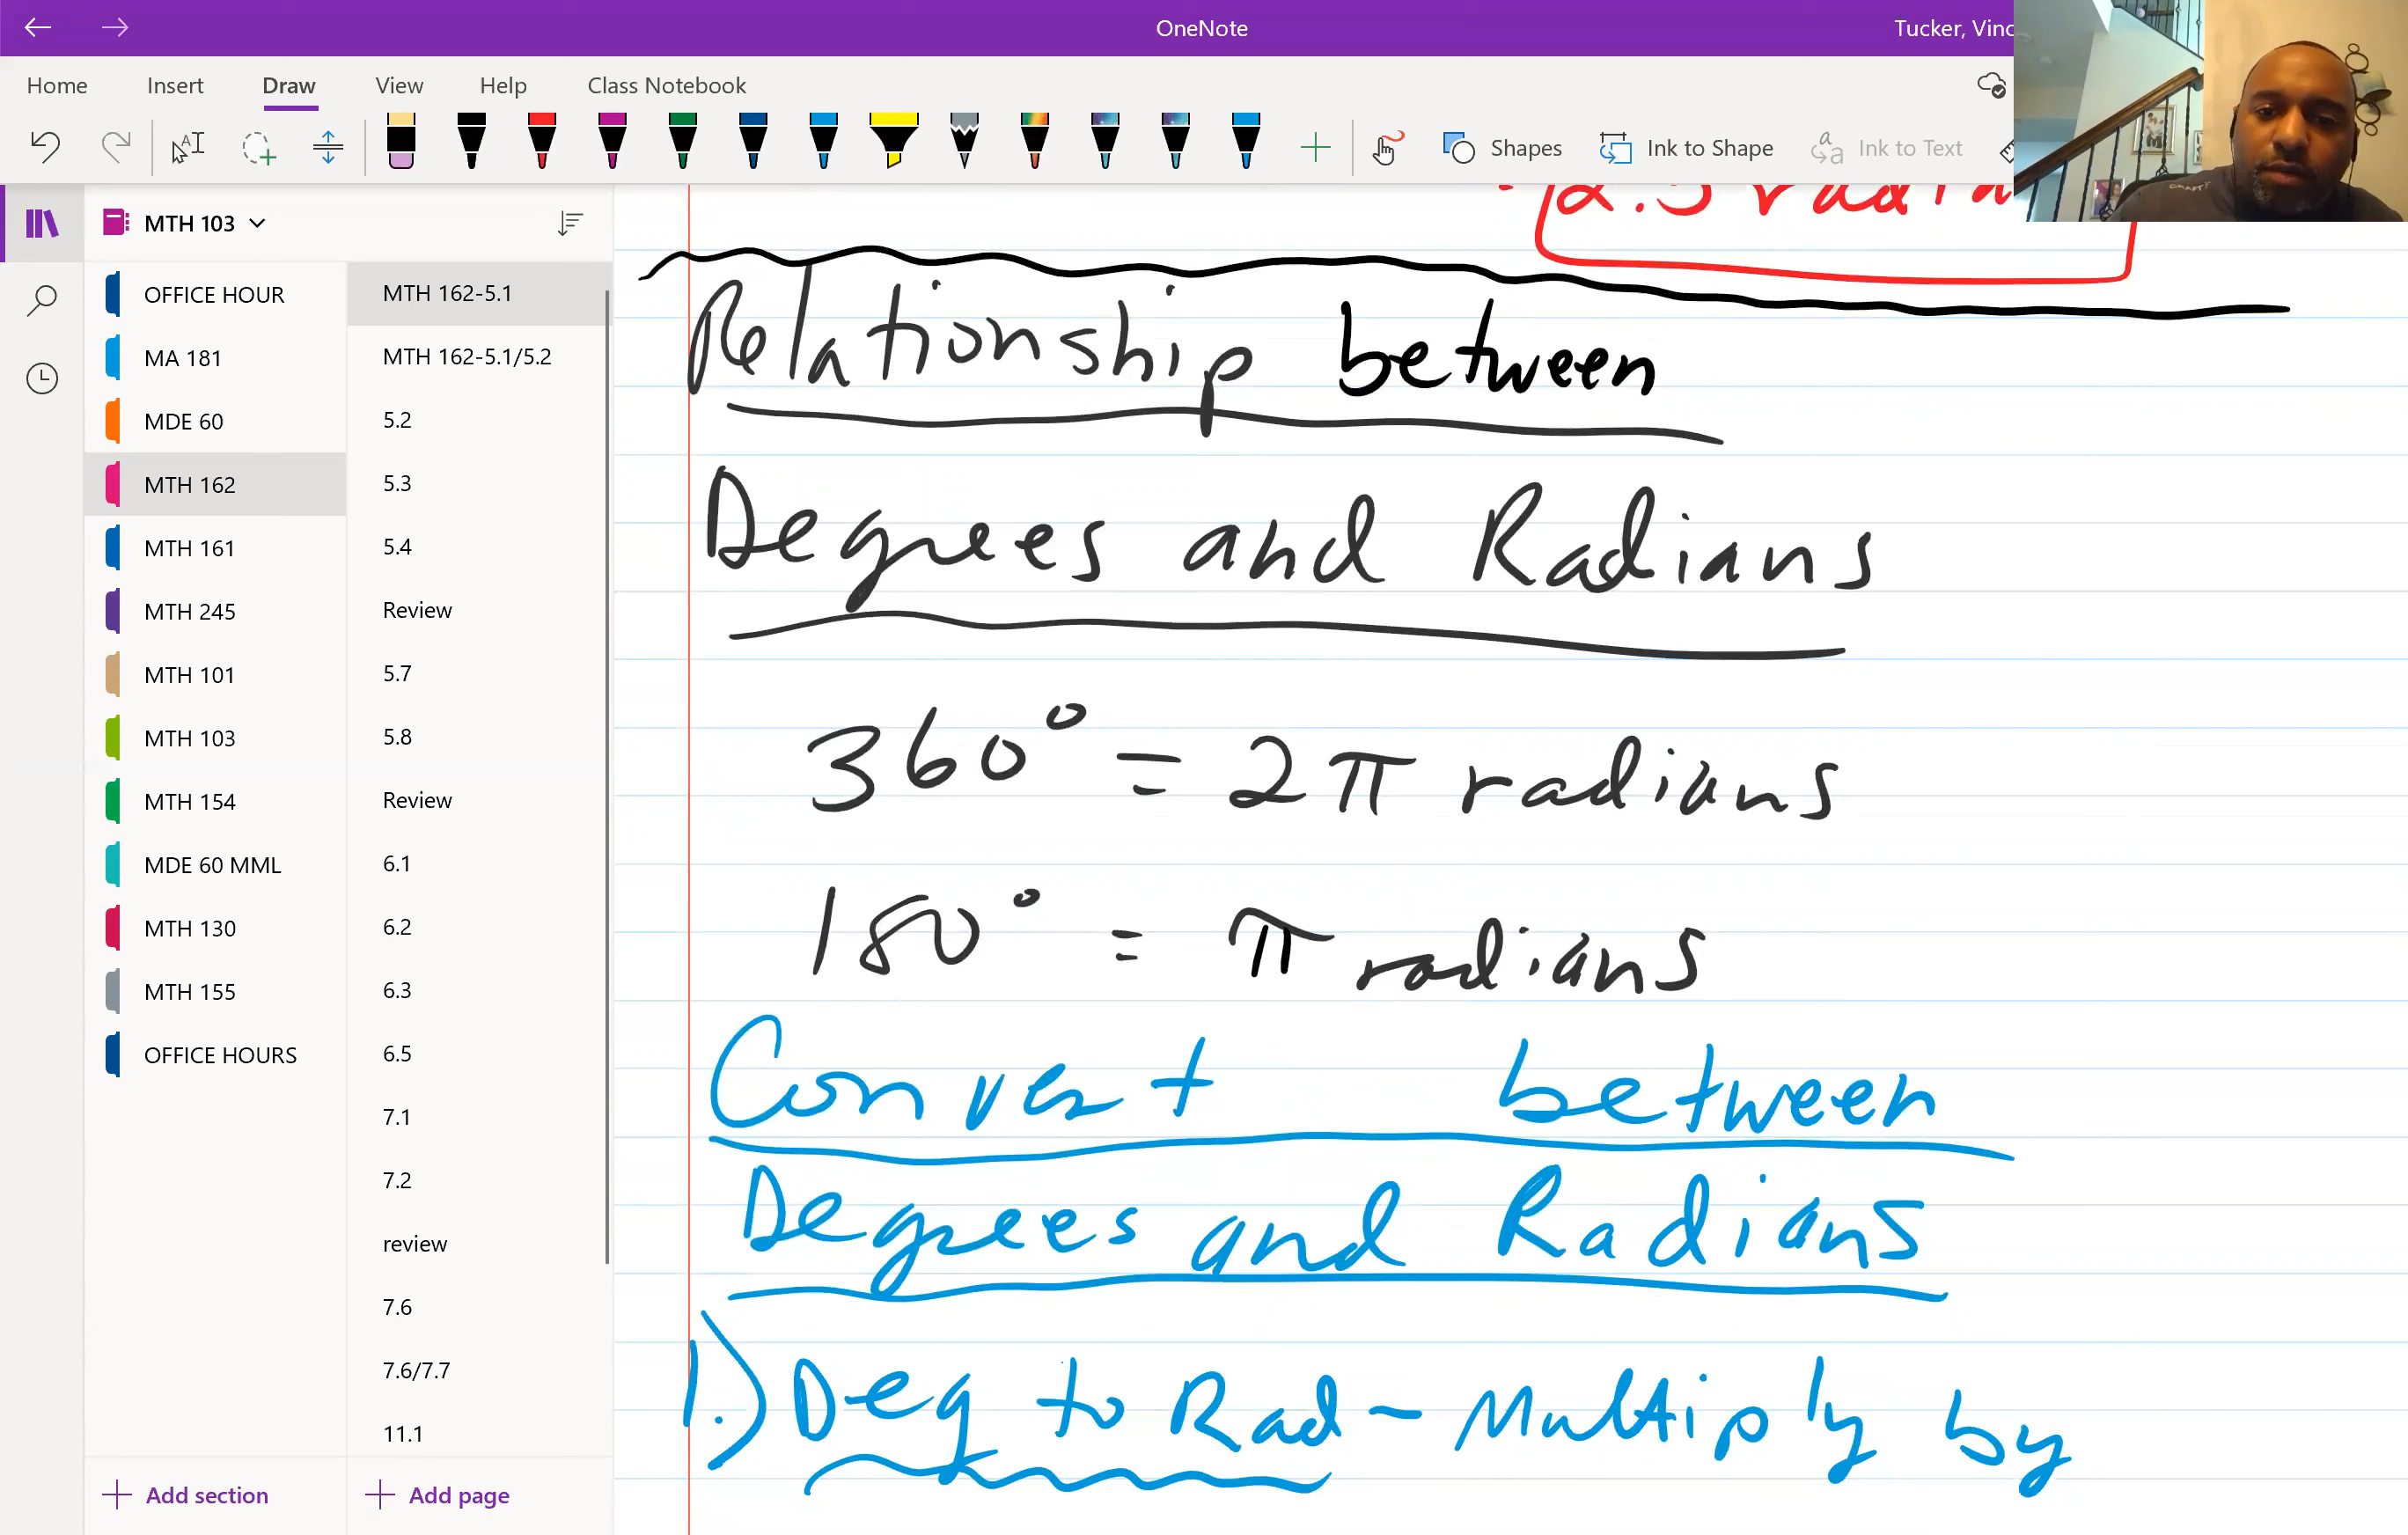 OneNote
Tucker, Vinc
Home Insert Draw View Help Class Notebook
Shapes Ink to Shape Ink to Text
MTH 103
OFFICE HOUR
MA 181
MDE 60
MTH 162
MTH 161
MTH 245
MTH 101
MTH 103
MTH 154
MDE 60 MML
MTH 130
MTH 155
OFFICE HOURS
Add section
MTH 162-5.1
MTH 162-5.1/5.2
5.2
5.3
5.4
Review
5.7
5.8
Review
6.1
6.2
6.3
6.5
7.1
7.2
review
7.6
7.6/7.7
11.1
Add page
2.5 radia
Relationship between
Degrees and Radians
360° = 2π radians
180° = π radians
Convert between
Degrees and Radians
1.) Deg to Rad - Multiply by